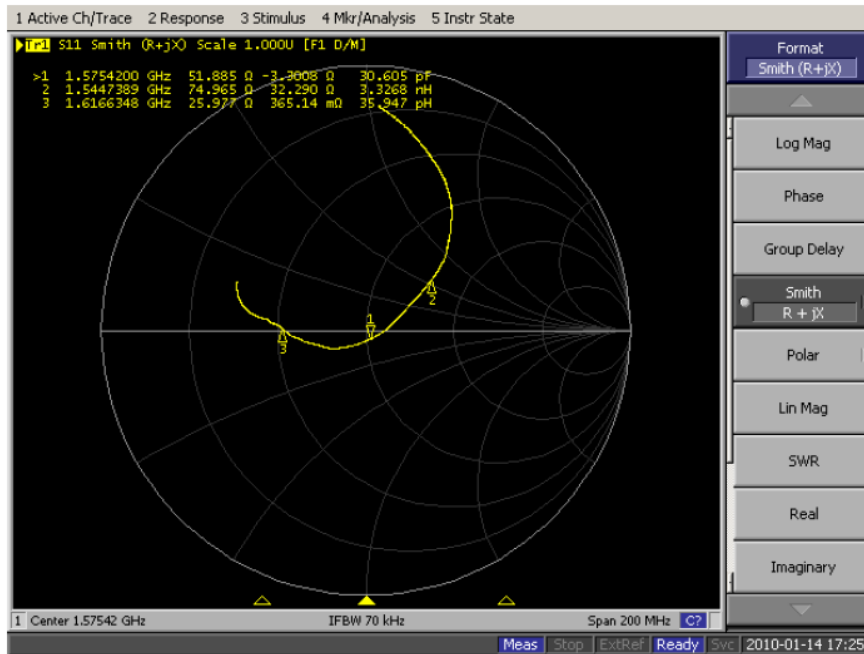 1 Active Ch/Trace 2 Response 3 Stimulus 4 Mkr/Analysis 5 Instr State
Tr1 S11 Smith (R+jX) Scale 1.000U [F1 D/M]
>1 1.5754200 GHz 51.885 Ω -3.3008 Ω 30.605 pF
2 1.5447389 GHz 74.965 Ω 32.290 Ω 3.3268 nH
3 1.6166348 GHz 25.977 Ω 365.14 mΩ 35.947 pH
1
2
3
Format
Smith (R+jX)
Log Mag
Phase
Group Delay
Smith
R + jX
Polar
Lin Mag
SWR
Real
Imaginary
1 Center 1.57542 GHz IFBW 70 kHz Span 200 MHz C?
Meas Stop ExtRef Ready Svc 2010-01-14 17:25